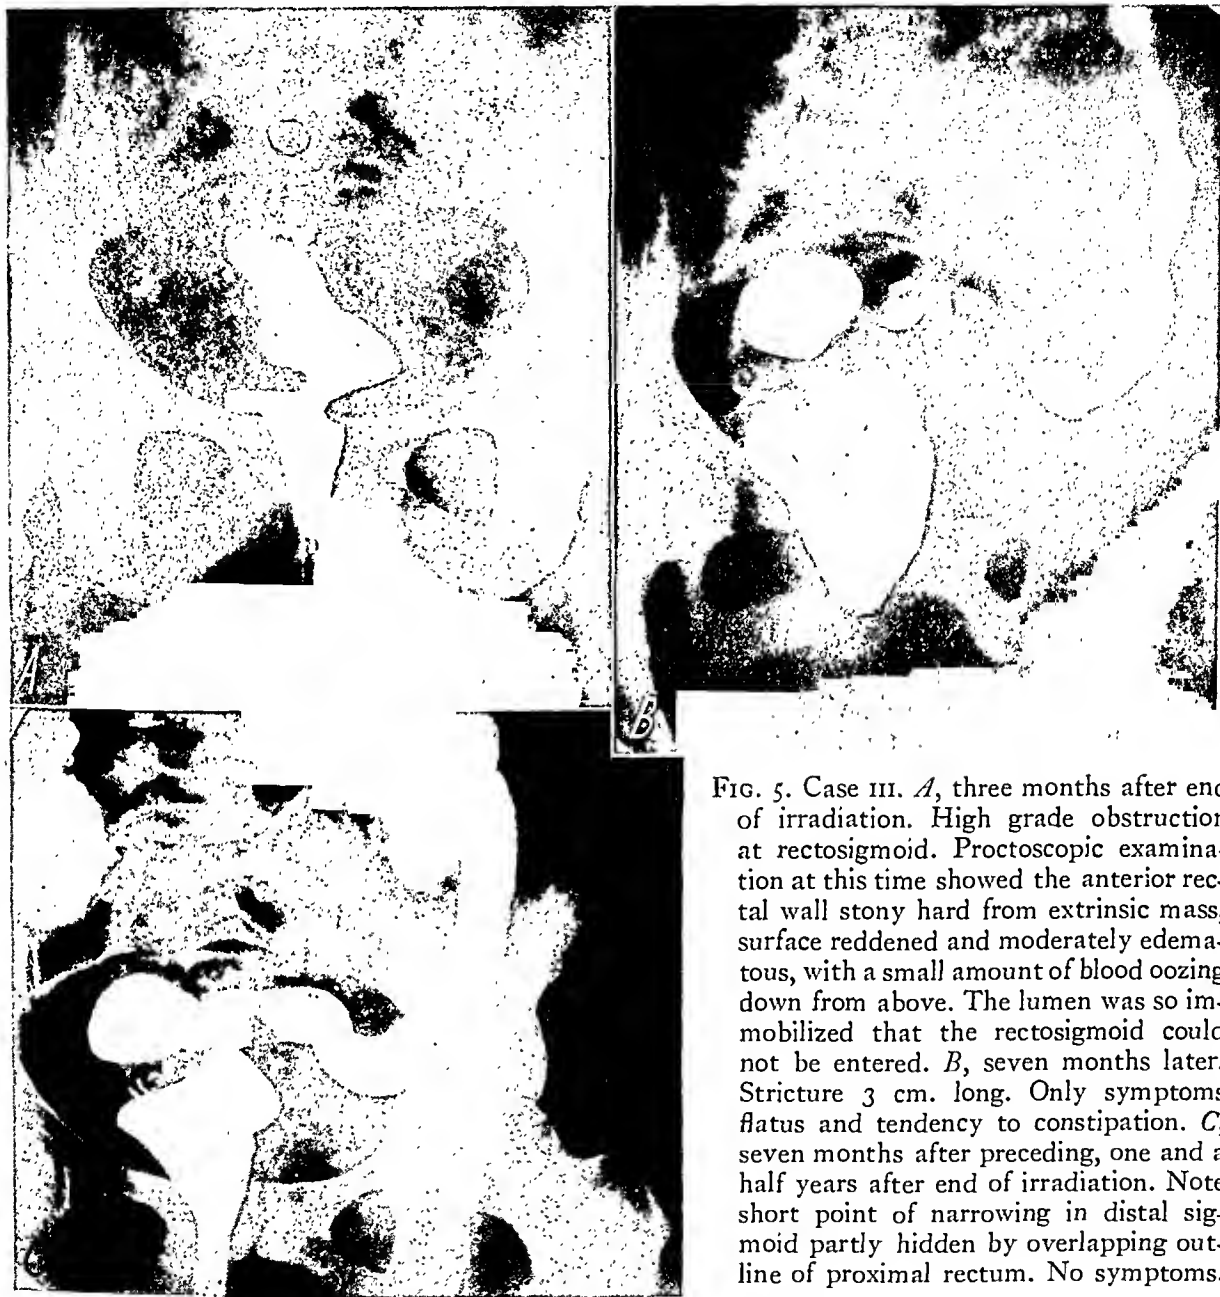 A
B
FIG. 5. Case III. A, three months after end
of irradiation. High grade obstruction
at rectosigmoid. Proctoscopic examina-
tion at this time showed the anterior rec-
tal wall stony hard from extrinsic mass,
surface reddened and moderately edema-
tous, with a small amount of blood oozing
down from above. The lumen was so im-
mobilized that the rectosigmoid could
not be entered. B, seven months later.
Stricture 3 cm. long. Only symptoms
flatus and tendency to constipation. C,
seven months after preceding, one and a
half years after end of irradiation. Note
short point of narrowing in distal sig-
moid partly hidden by overlapping out-
line of proximal rectum. No symptoms.